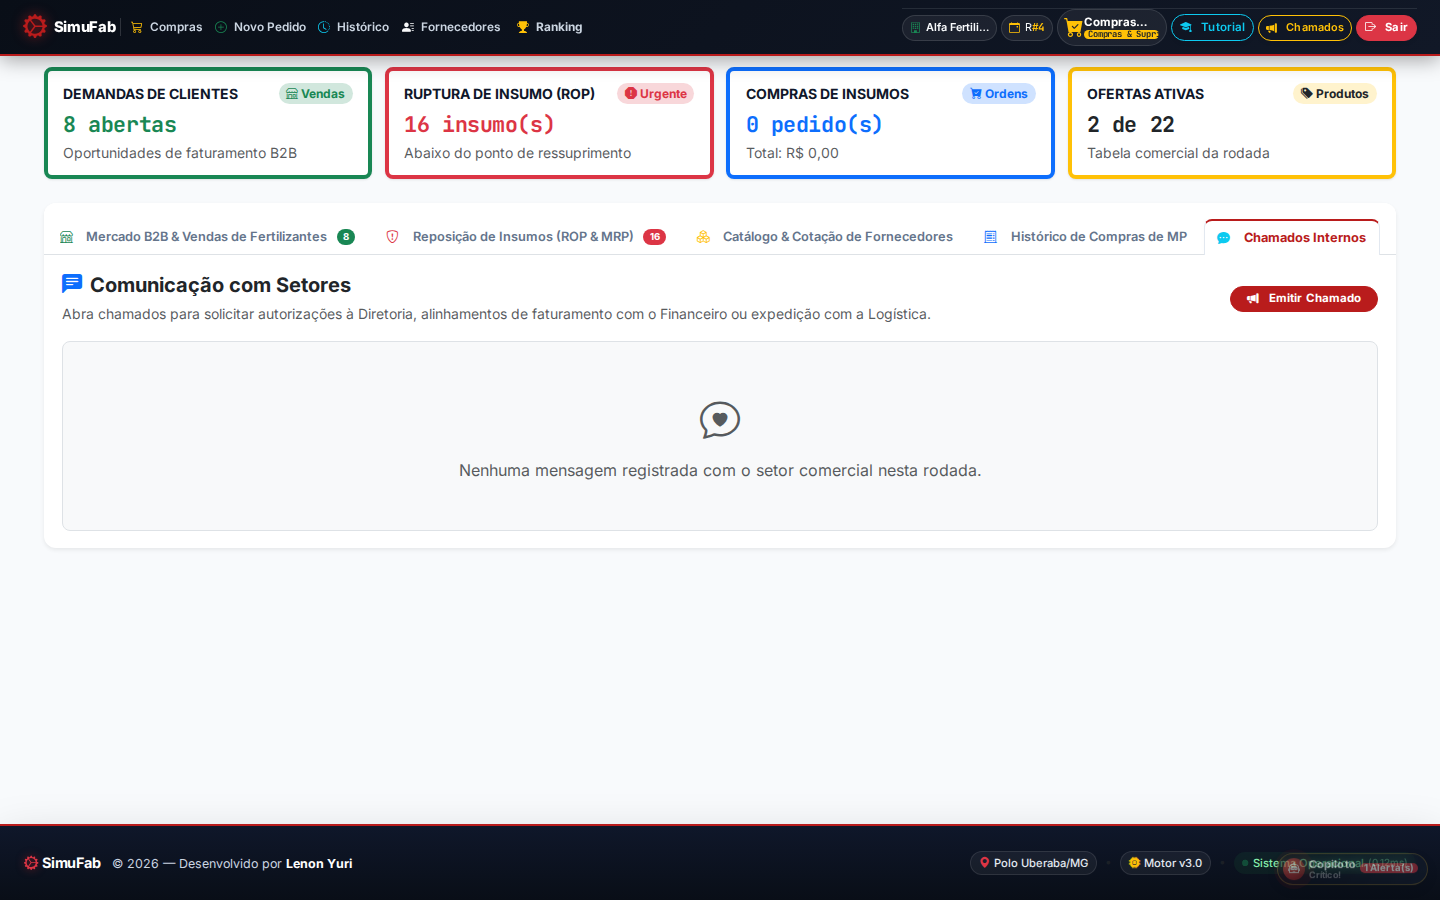 SimuFab
Compras
Novo Pedido
Histórico
Fornecedores
Ranking
Alfa Fertili...
R#4
Compras...
Compras & Supr
Tutorial
Chamados
Sair
DEMANDAS DE CLIENTES
Vendas
8 abertas
Oportunidades de faturamento B2B
RUPTURA DE INSUMO (ROP)
Urgente
16 insumo(s)
Abaixo do ponto de ressuprimento
COMPRAS DE INSUMOS
Ordens
0 pedido(s)
Total: R$ 0,00
OFERTAS ATIVAS
Produtos
2 de 22
Tabela comercial da rodada
Mercado B2B & Vendas de Fertilizantes 8
Reposição de Insumos (ROP & MRP) 16
Catálogo & Cotação de Fornecedores
Histórico de Compras de MP
Chamados Internos
Comunicação com Setores
Abra chamados para solicitar autorizações à Diretoria, alinhamentos de faturamento com o Financeiro ou expedição com a Logística.
Emitir Chamado
Nenhuma mensagem registrada com o setor comercial nesta rodada.
SimuFab
© 2026 — Desenvolvido por Lenon Yuri
Polo Uberaba/MG
Motor v3.0
Sistema Operacional (0.12ms)
Copiloto
Crítico!
1 Alerta(s)